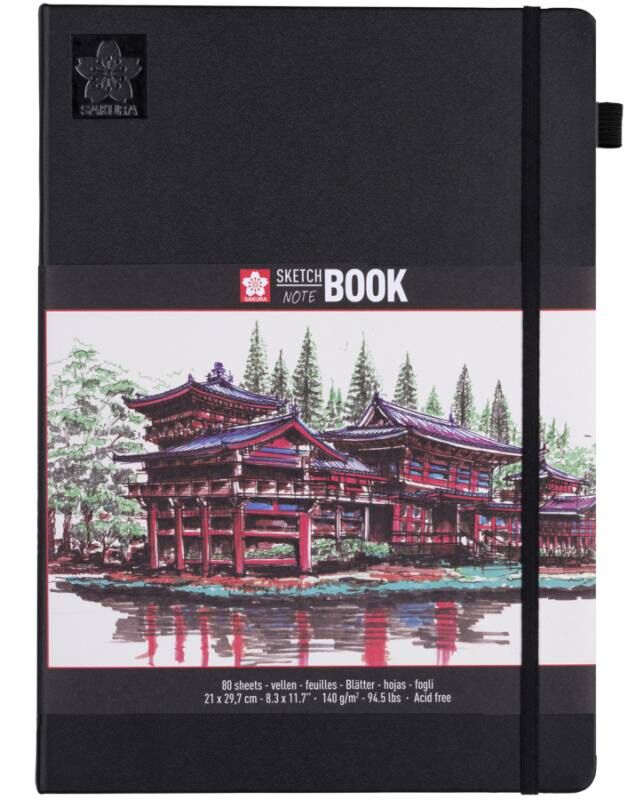 SAKURA
SAKURA
SKETCH
NOTE
BOOK
80 sheets - vellen - feuilles - Blätter - hojas - fogli
21 x 29,7 cm - 8.3 x 11.7" · 140 g/m² - 94.5 lbs · Acid free